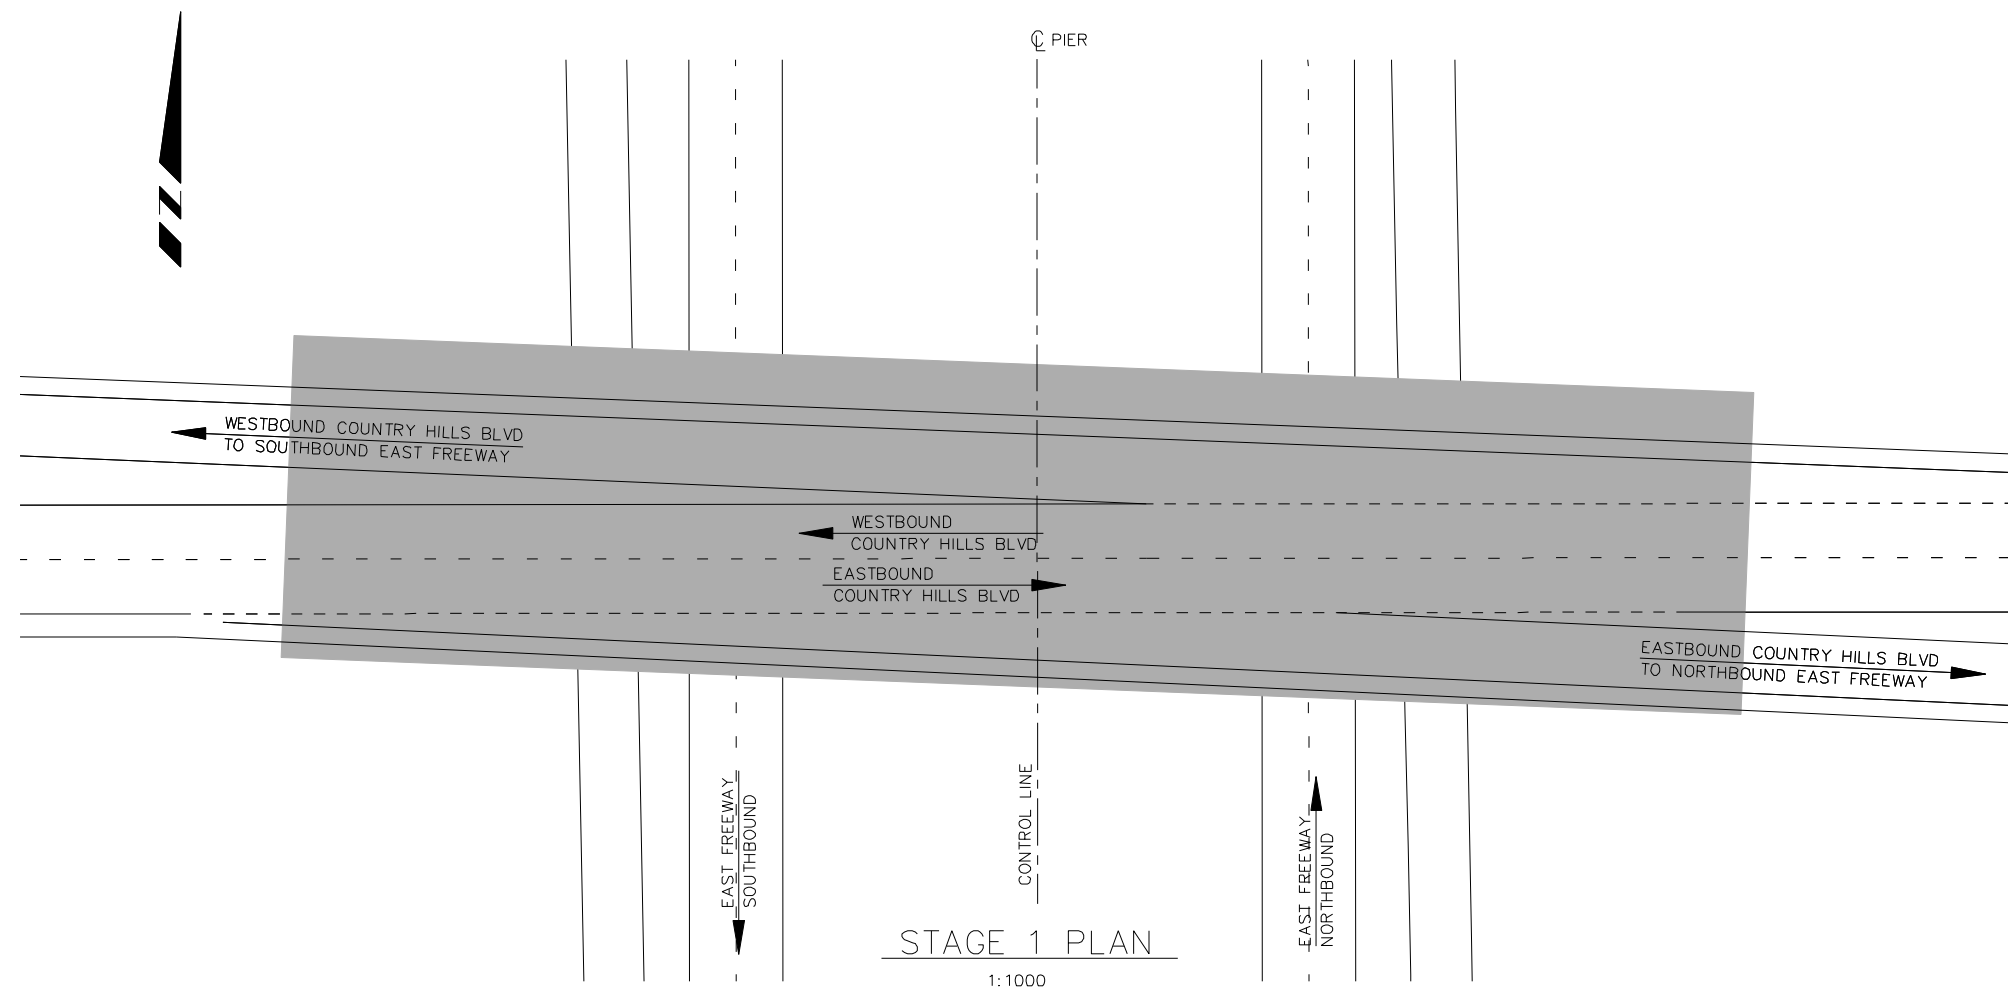 ℄ PIER
WESTBOUND COUNTRY HILLS BLVD
TO SOUTHBOUND EAST FREEWAY
WESTBOUND
COUNTRY HILLS BLVD
EASTBOUND
COUNTRY HILLS BLVD
EASTBOUND COUNTRY HILLS BLVD
TO NORTHBOUND EAST FREEWAY
EAST FREEWAY
SOUTHBOUND
CONTROL LINE
EAST FREEWAY
NORTHBOUND
STAGE 1 PLAN
1:1000